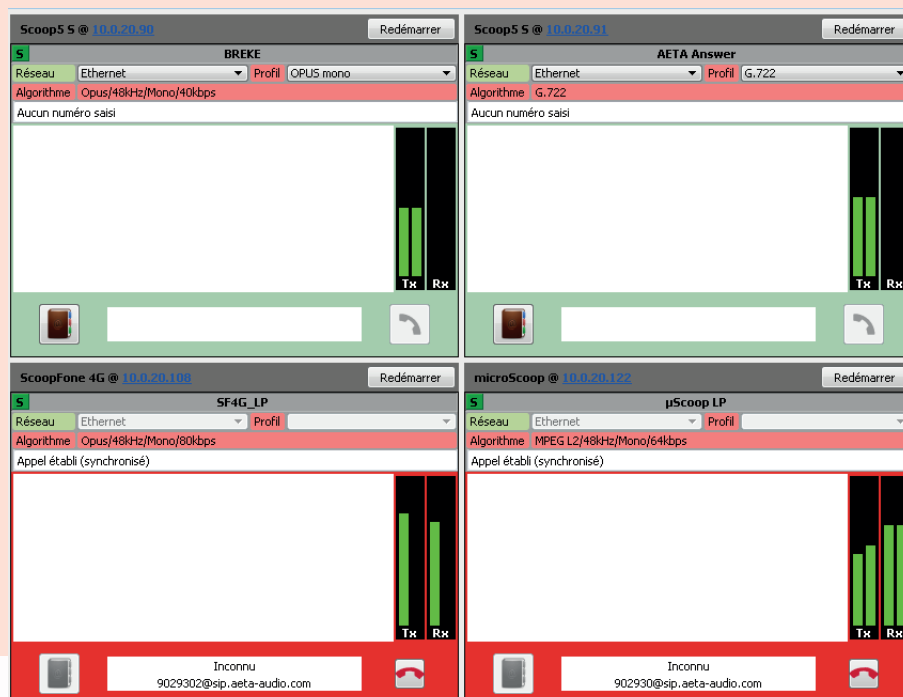 Scoop5 S @ 10.0.20.90 Redémarrer
S BREKE
Réseau Ethernet Profil OPUS mono
Algorithme Opus/48kHz/Mono/40kbps
Aucun numéro saisi
Tx Rx
Scoop5 S @ 10.0.20.91 Redémarrer
S AETA Answer
Réseau Ethernet Profil G.722
Algorithme G.722
Aucun numéro saisi
Tx Rx
ScoopFone 4G @ 10.0.20.108 Redémarrer
S SF4G_LP
Réseau Ethernet Profil
Algorithme Opus/48kHz/Mono/80kbps
Appel établi (synchronisé)
Tx Rx
Inconnu
9029302@sip.aeta-audio.com
microScoop @ 10.0.20.122 Redémarrer
S µScoop LP
Réseau Ethernet Profil
Algorithme MPEG L2/48kHz/Mono/64kbps
Appel établi (synchronisé)
Tx Rx
Inconnu
902930@sip.aeta-audio.com